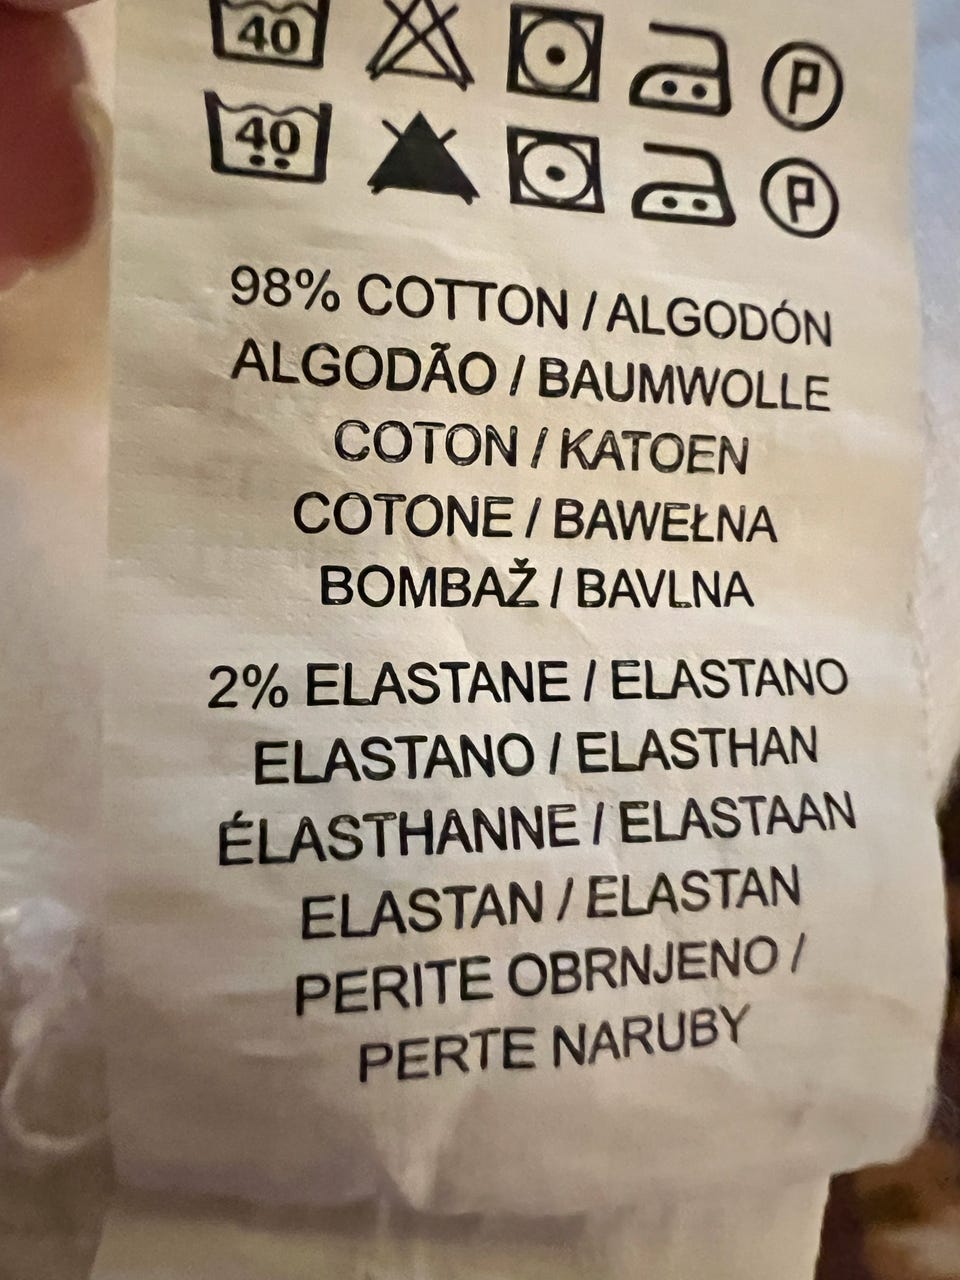 40 P
40 P
98% COTTON / ALGODÓN
ALGODÃO / BAUMWOLLE
COTON / KATOEN
COTONE / BAWEŁNA
BOMBAŽ / BAVLNA
2% ELASTANE / ELASTANO
ELASTANO / ELASTHAN
ÉLASTHANNE / ELASTAAN
ELASTAN / ELASTAN
PERITE OBRNJENO /
PERTE NARUBY